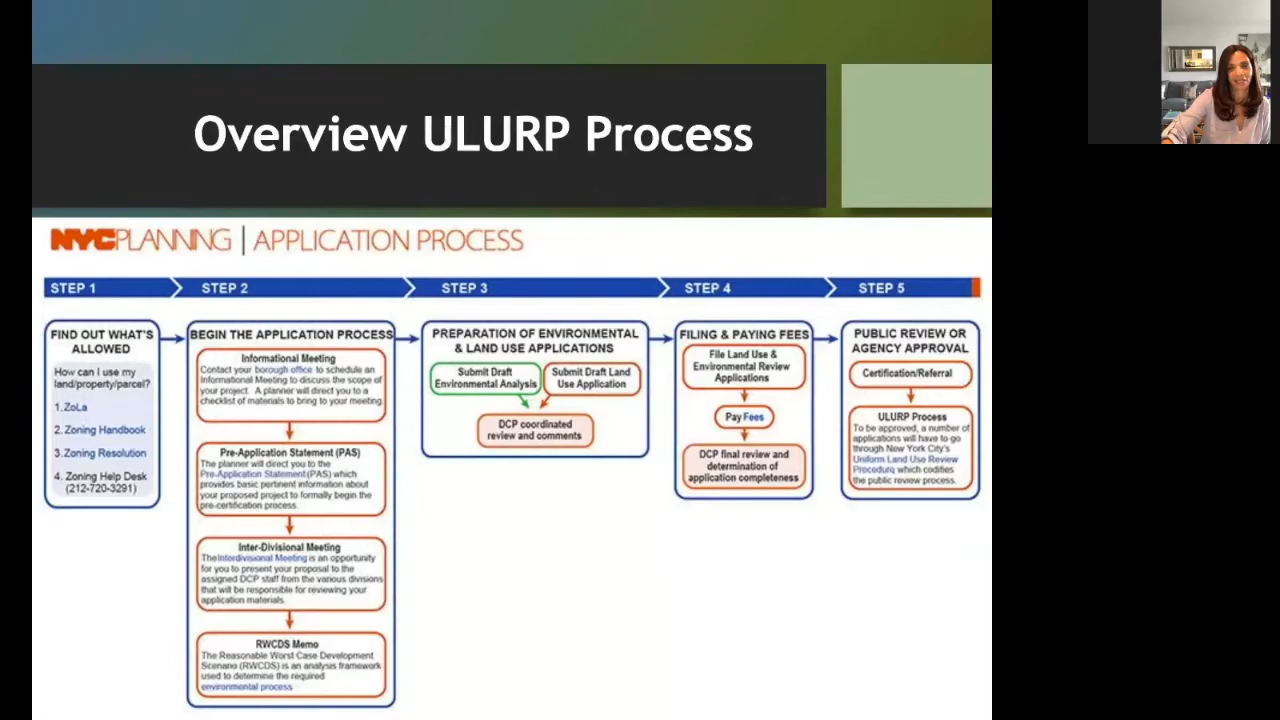 Overview ULURP Process
NYCPLANNING | APPLICATION PROCESS
STEP 1
STEP 2
STEP 3
STEP 4
STEP 5
FIND OUT WHAT'S
ALLOWED
How can I use my
land/property/parcel?
1. ZoLa
2. Zoning Handbook
3. Zoning Resolution
4. Zoning Help Desk
(212-720-3291)
BEGIN THE APPLICATION PROCESS
Informational Meeting
Contact your borough office to schedule an
Informational Meeting to discuss the scope of
your project. A planner will direct you to a
checklist of materials to bring to your meeting
Pre-Application Statement (PAS)
The planner will direct you to the
Pre-Application Statement (PAS) which
provides basic pertinent information about
your proposed project to formally begin the
pre-certification process.
Inter-Divisional Meeting
The Interdivisional Meeting is an opportunity
for you to present your proposal to the
assigned DCP staff from the various divisions
that will be responsible for reviewing your
application materials.
RWCDS Memo
The Reasonable Worst Case Development
Scenario (RWCDS) is an analysis framework
used to determine the required
environmental process.
PREPARATION OF ENVIRONMENTAL
& LAND USE APPLICATIONS
Submit Draft
Environmental Analysis
Submit Draft Land
Use Application
DCP coordinated
review and comments
FILING & PAYING FEES
File Land Use &
Environmental Review
Applications
Pay Fees
DCP final review and
determination of
application completeness
PUBLIC REVIEW OR
AGENCY APPROVAL
Certification/Referral
ULURP Process
To be approved, a number of
applications will have to go
through New York City's
Uniform Land Use Review
Procedure which codifies
the public review process.